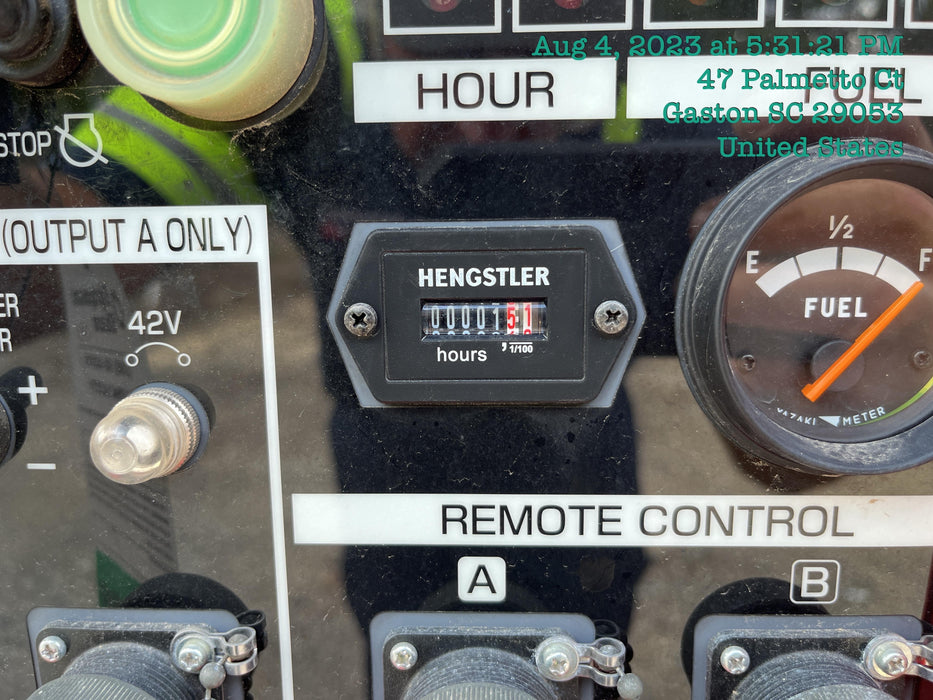 Aug 4, 2023 at 5:31:21 PM
47 Palmetto Ct
Gaston SC 29053
United States
HOUR
FUEL
STOP
(OUTPUT A ONLY)
42V
+
−
HENGSTLER
0000151
hours
1/100
E
1/2
F
FUEL
YAZAKI METER
REMOTE CONTROL
A
B